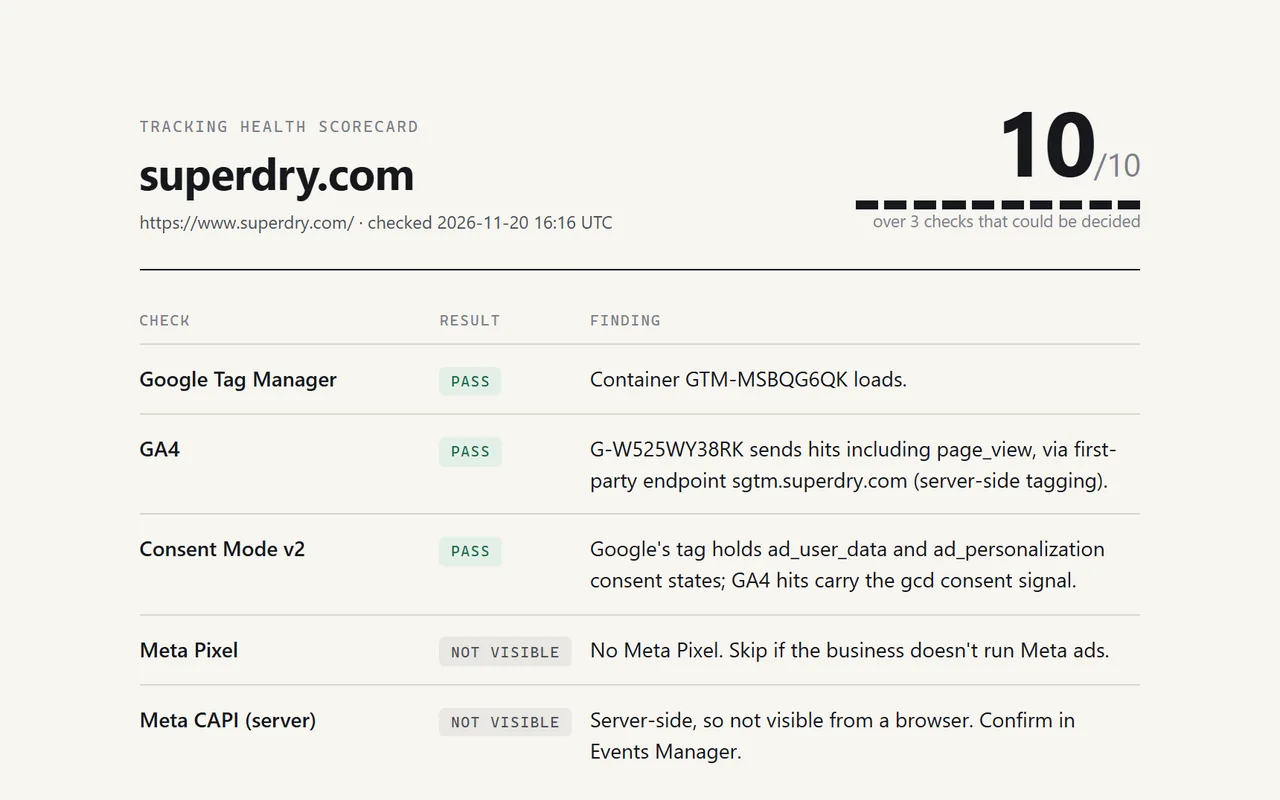 TRACKING HEALTH SCORECARD
superdry.com
https://www.superdry.com/ · checked 2026-11-20 16:16 UTC
10/10
over 3 checks that could be decided
CHECK RESULT FINDING
Google Tag Manager PASS Container GTM-MSBQG6QK loads.
GA4 PASS G-W525WY38RK sends hits including page_view, via first-
party endpoint sgtm.superdry.com (server-side tagging).
Consent Mode v2 PASS Google's tag holds ad_user_data and ad_personalization
consent states; GA4 hits carry the gcd consent signal.
Meta Pixel NOT VISIBLE No Meta Pixel. Skip if the business doesn't run Meta ads.
Meta CAPI (server) NOT VISIBLE Server-side, so not visible from a browser. Confirm in
Events Manager.